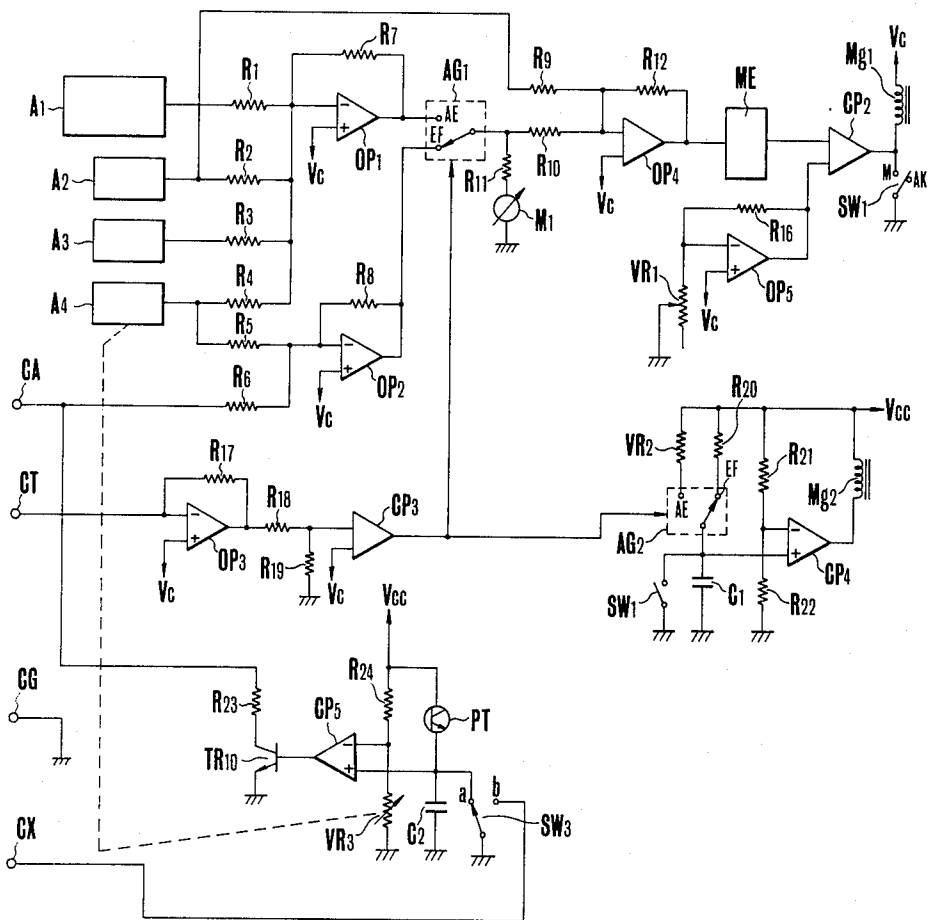 R7
Vc
R1
R9
R12
Mg1
AG1
ME
A1
AE
CP2
EF
R2
OP1
Vc
R10
OP4
M
AK
A2
R11
Vc
SW1
R3
M1
R16
A3
R4
R8
VR1
OP5
A4
R5
Vc
CA
R6
OP2
Vc
R20
Vcc
VR2
R17
R21
EF
CT
R18
CP3
AE
Mg2
OP3
AG2
R19
CP4
Vc
Vc
C1
R22
SW1
Vcc
CG
R24
R23
CP5
PT
TR10
a
b
CX
VR3
C2
SW3